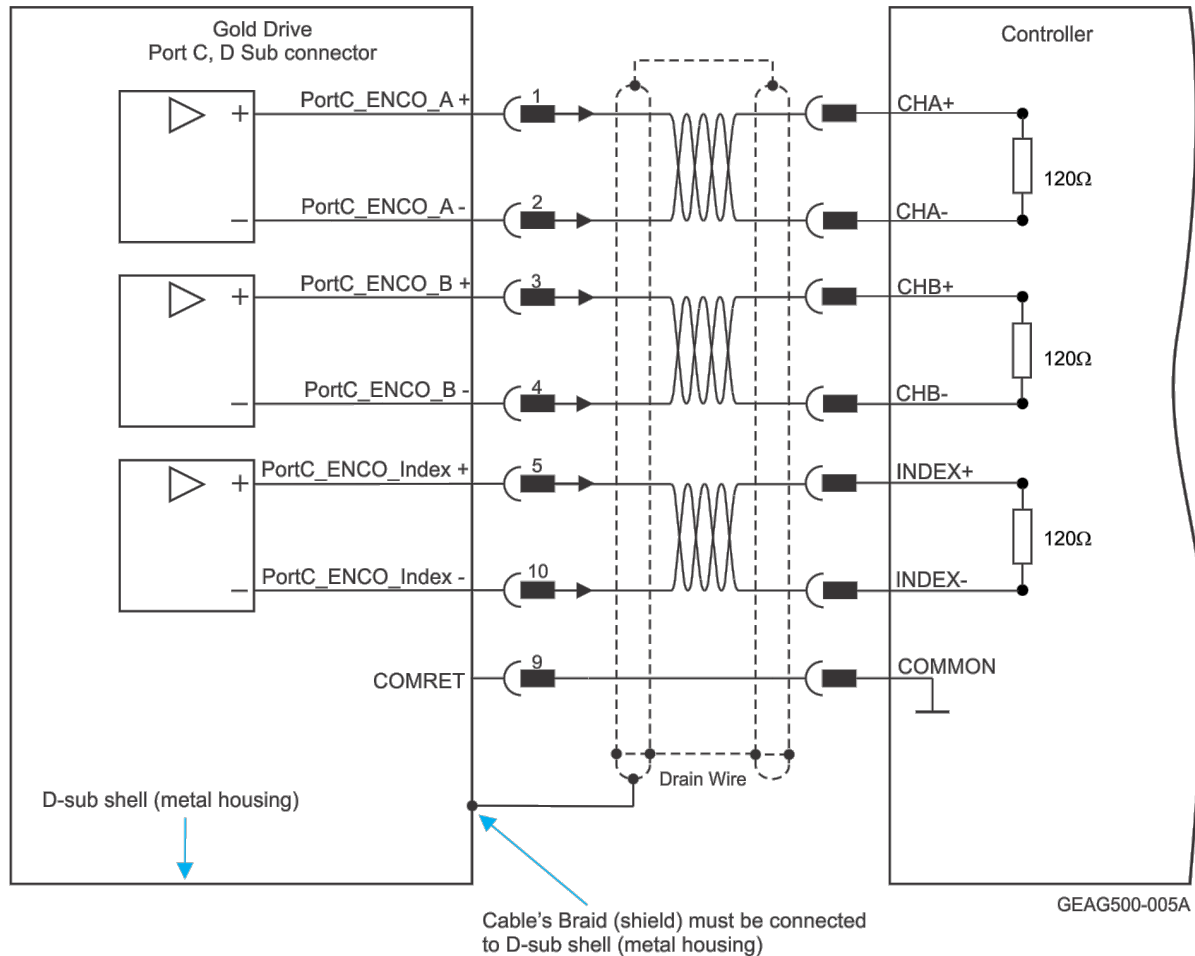 Gold Drive
Port C, D Sub connector
Controller
PortC_ENCO_A +
1
CHA+
120Ω
PortC_ENCO_A -
2
CHA-
PortC_ENCO_B +
3
CHB+
120Ω
PortC_ENCO_B -
4
CHB-
PortC_ENCO_Index +
5
INDEX+
120Ω
PortC_ENCO_Index -
10
INDEX-
COMRET
9
COMMON
Drain Wire
D-sub shell (metal housing)
GEAG500-005A
Cable's Braid (shield) must be connected
to D-sub shell (metal housing)